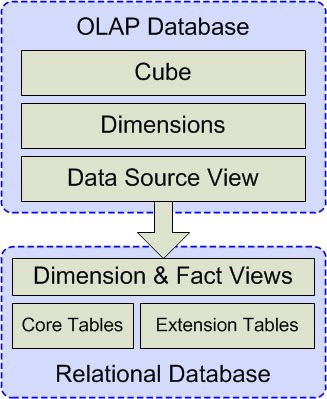 OLAP Database
Cube
Dimensions
Data Source View
Dimension & Fact Views
Core Tables
Extension Tables
Relational Database